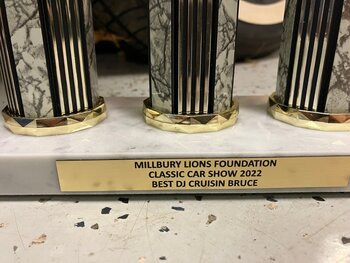 MILLBURY LIONS FOUNDATION
CLASSIC CAR SHOW 2022
BEST DJ CRUISIN BRUCE